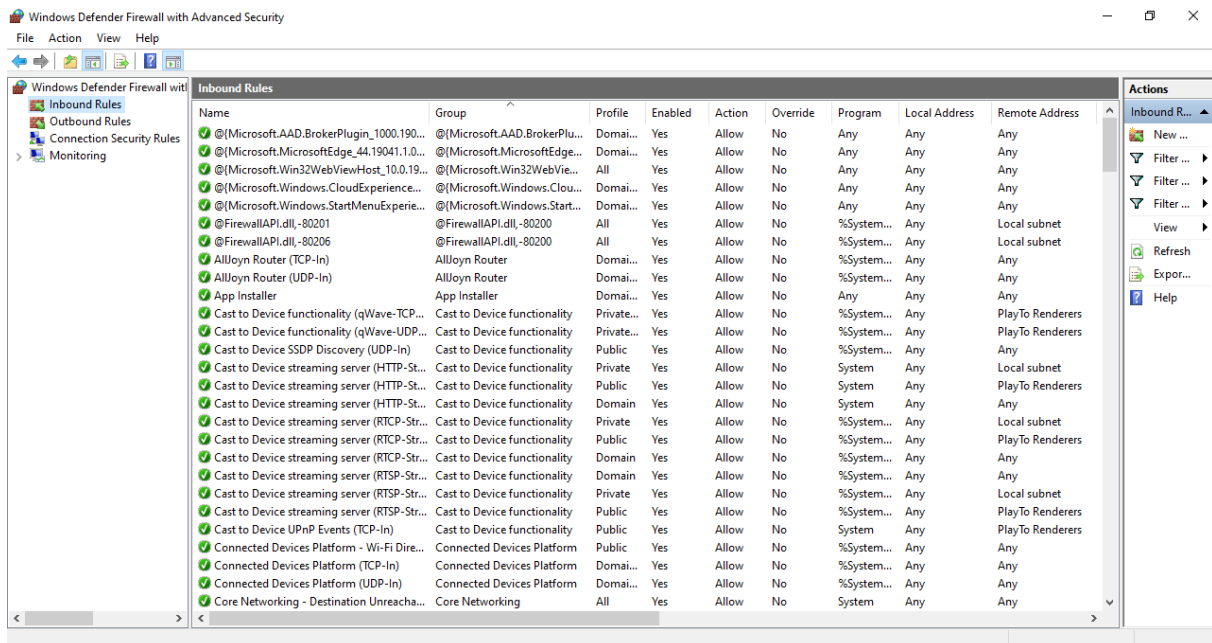 Windows Defender Firewall with Advanced Security
File Action View Help
Windows Defender Firewall witl
Inbound Rules
Outbound Rules
Connection Security Rules
Monitoring
Inbound Rules
Name Group Profile Enabled Action Override Program Local Address Remote Address
@{Microsoft.AAD.BrokerPlugin_1000.190... @{Microsoft.AAD.BrokerPlu... Domai... Yes Allow No Any Any Any
@{Microsoft.MicrosoftEdge_44.19041.1.0... @{Microsoft.MicrosoftEdge... Domai... Yes Allow No Any Any Any
@{Microsoft.Win32WebViewHost_10.0.19... @{Microsoft.Win32WebVie... All Yes Allow No Any Any Any
@{Microsoft.Windows.CloudExperience... @{Microsoft.Windows.Clou... Domai... Yes Allow No Any Any Any
@{Microsoft.Windows.StartMenuExperie... @{Microsoft.Windows.Start... Domai... Yes Allow No Any Any Any
@FirewallAPI.dll,-80201 @FirewallAPI.dll,-80200 All Yes Allow No %System... Any Local subnet
@FirewallAPI.dll,-80206 @FirewallAPI.dll,-80200 All Yes Allow No %System... Any Local subnet
AllJoyn Router (TCP-In) AllJoyn Router Domai... Yes Allow No %System... Any Any
AllJoyn Router (UDP-In) AllJoyn Router Domai... Yes Allow No %System... Any Any
App Installer App Installer Domai... Yes Allow No Any Any Any
Cast to Device functionality (qWave-TCP... Cast to Device functionality Private... Yes Allow No %System... Any PlayTo Renderers
Cast to Device functionality (qWave-UDP... Cast to Device functionality Private... Yes Allow No %System... Any PlayTo Renderers
Cast to Device SSDP Discovery (UDP-In) Cast to Device functionality Public Yes Allow No %System... Any Any
Cast to Device streaming server (HTTP-St... Cast to Device functionality Private Yes Allow No System Any Local subnet
Cast to Device streaming server (HTTP-St... Cast to Device functionality Public Yes Allow No System Any PlayTo Renderers
Cast to Device streaming server (HTTP-St... Cast to Device functionality Domain Yes Allow No System Any Any
Cast to Device streaming server (RTCP-Str... Cast to Device functionality Private Yes Allow No %System... Any Local subnet
Cast to Device streaming server (RTCP-Str... Cast to Device functionality Public Yes Allow No %System... Any PlayTo Renderers
Cast to Device streaming server (RTCP-Str... Cast to Device functionality Domain Yes Allow No %System... Any Any
Cast to Device streaming server (RTSP-Str... Cast to Device functionality Domain Yes Allow No %System... Any Any
Cast to Device streaming server (RTSP-Str... Cast to Device functionality Private Yes Allow No %System... Any Local subnet
Cast to Device streaming server (RTSP-Str... Cast to Device functionality Public Yes Allow No %System... Any PlayTo Renderers
Cast to Device UPnP Events (TCP-In) Cast to Device functionality Public Yes Allow No System Any PlayTo Renderers
Connected Devices Platform - Wi-Fi Dire... Connected Devices Platform Public Yes Allow No %System... Any Any
Connected Devices Platform (TCP-In) Connected Devices Platform Domai... Yes Allow No %System... Any Any
Connected Devices Platform (UDP-In) Connected Devices Platform Domai... Yes Allow No %System... Any Any
Core Networking - Destination Unreacha... Core Networking All Yes Allow No System Any Any
Actions
Inbound R...
New ...
Filter ...
Filter ...
Filter ...
View
Refresh
Expor...
Help